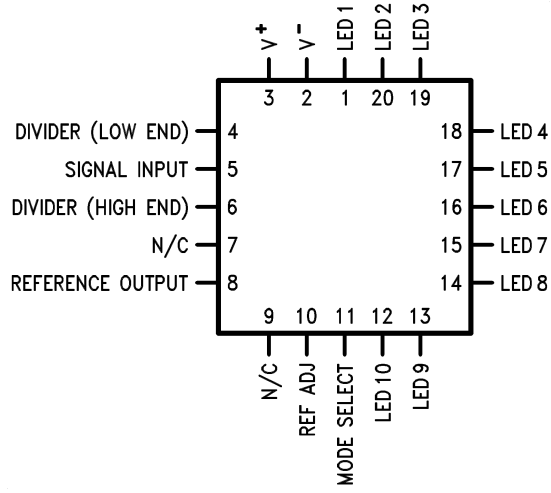 V+
V-
LED 1
LED 2
LED 3
3 2 1 20 19
DIVIDER (LOW END) 4
SIGNAL INPUT 5
DIVIDER (HIGH END) 6
N/C 7
REFERENCE OUTPUT 8
18 LED 4
17 LED 5
16 LED 6
15 LED 7
14 LED 8
9 10 11 12 13
N/C
REF ADJ
MODE SELECT
LED 10
LED 9